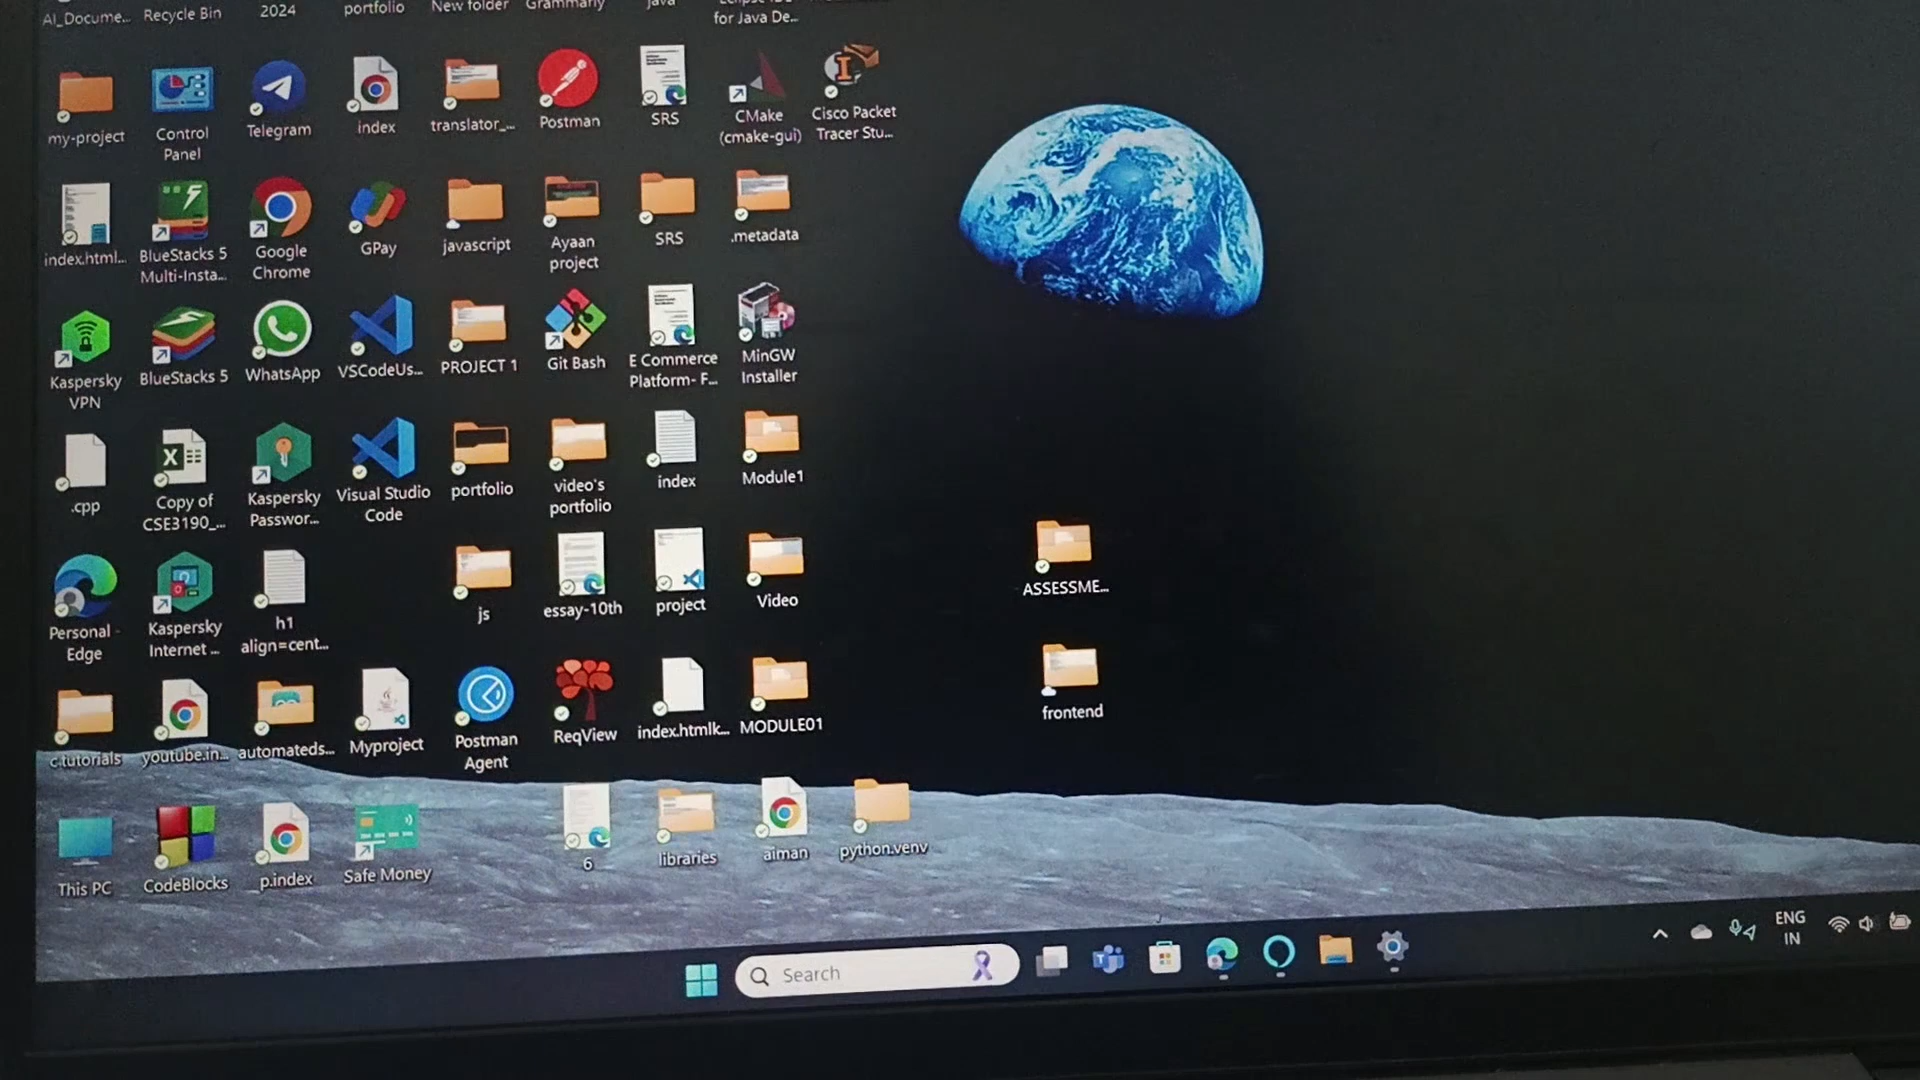 AI_Docume...
Recycle Bin
2024
portfolio
New folder
Grammarly
java
for Java De...
my-project
Control
Panel
Telegram
index
translator_...
Postman
SRS
CMake
(cmake-gui)
Cisco Packet
Tracer Stu...
index.html...
BlueStacks 5
Multi-Insta...
Google
Chrome
GPay
javascript
Ayaan
project
SRS
.metadata
Kaspersky
VPN
BlueStacks 5
WhatsApp
VSCodeUs...
PROJECT 1
Git Bash
E Commerce
Platform- F...
MinGW
Installer
.cpp
Copy of
CSE3190_...
Kaspersky
Passwor...
Visual Studio
Code
portfolio
video's
portfolio
index
Module1
Personal -
Edge
Kaspersky
Internet ...
h1
align=cent...
js
essay-10th
project
Video
ASSESSME...
c.tutorials
youtube.in...
automateds...
Myproject
Postman
Agent
ReqView
index.htmlk...
MODULE01
frontend
This PC
CodeBlocks
p.index
Safe Money
6
libraries
aiman
python.venv
Search
ENG
IN